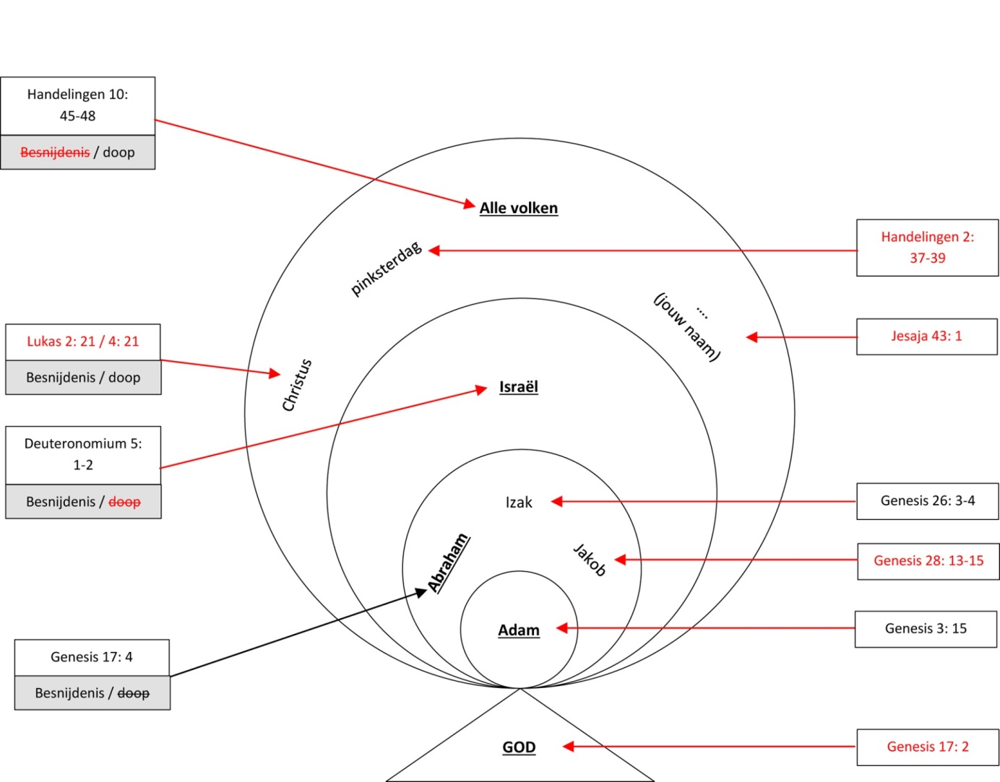 Handelingen 10:
45-48
Besnijdenis / doop
Alle volken
Handelingen 2:
37-39
pinksterdag
....
(jouw naam)
Jesaja 43: 1
Lukas 2: 21 / 4: 21
Besnijdenis / doop
Christus
Israël
Deuteronomium 5:
1-2
Besnijdenis / doop
Izak
Genesis 26: 3-4
Abraham
Jakob
Genesis 28: 13-15
Adam
Genesis 3: 15
Genesis 17: 4
Besnijdenis / doop
GOD
Genesis 17: 2